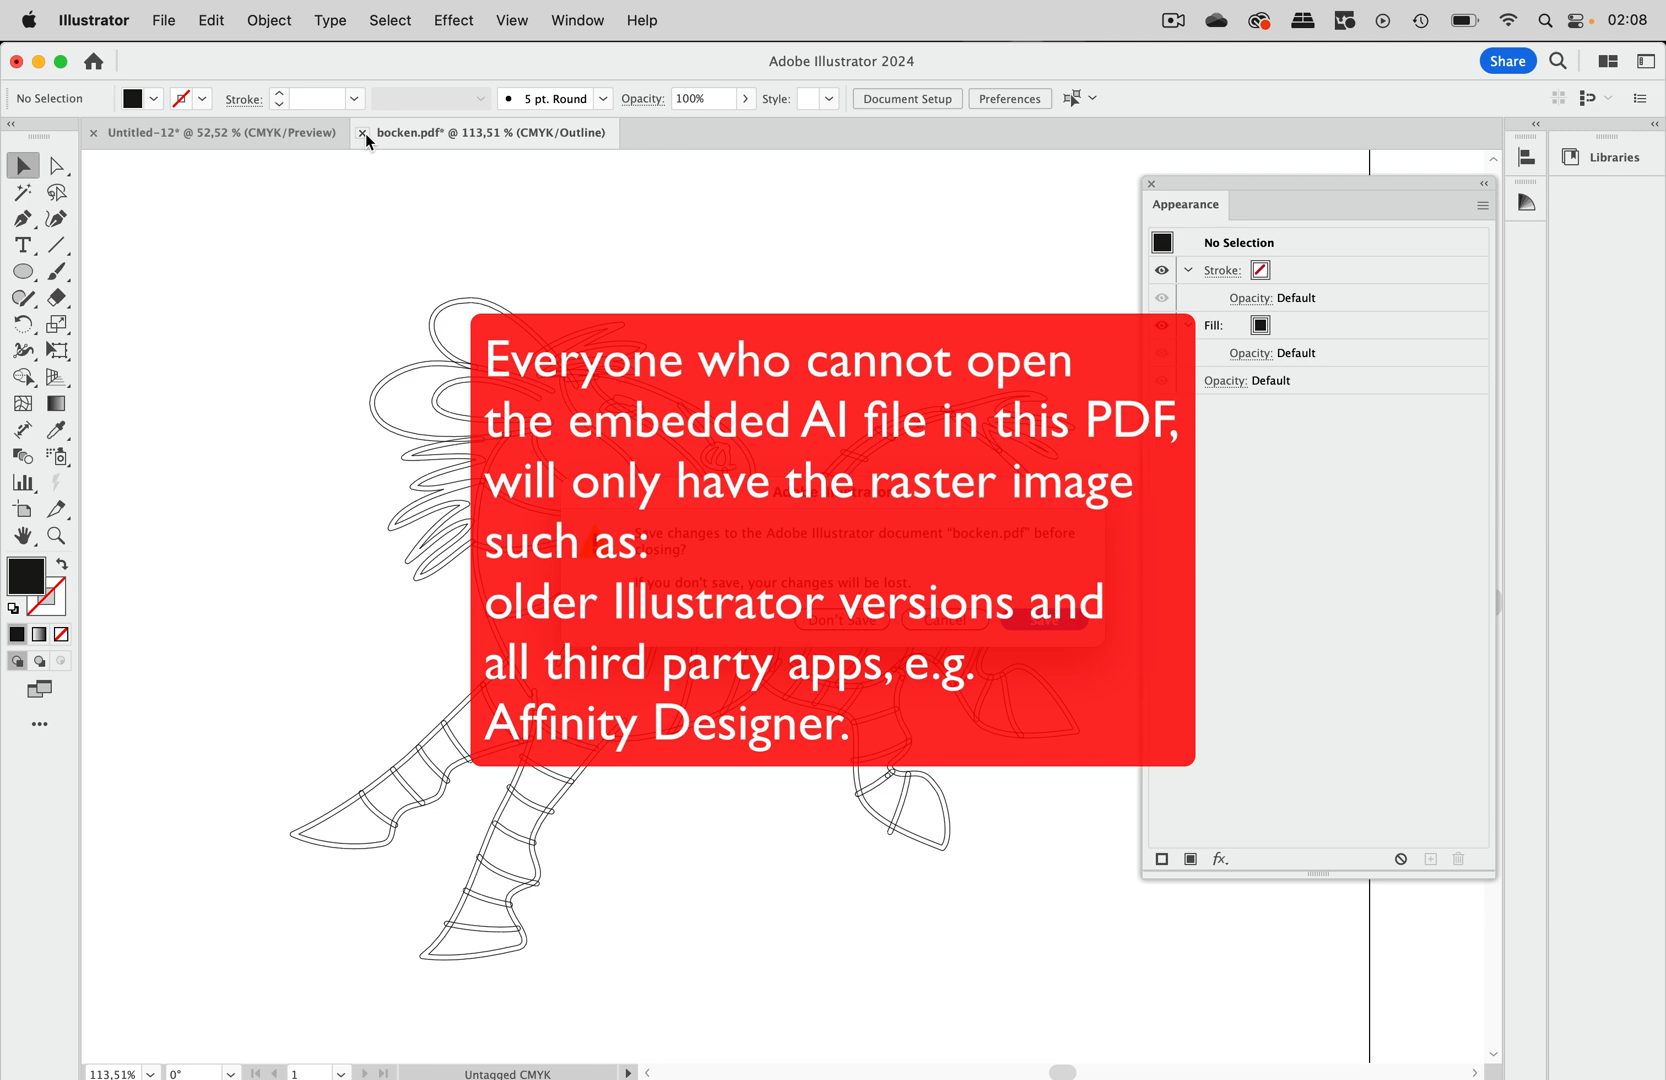 Illustrator File Edit Object Type Select Effect View Window Help 02:08
Adobe Illustrator 2024 Share
No Selection Stroke: 5 pt. Round Opacity: 100% Style: Document Setup Preferences
Untitled-12* @ 52,52 % (CMYK/Preview) bocken.pdf* @ 113,51 % (CMYK/Outline)
Libraries
Appearance
No Selection
Stroke:
Opacity: Default
Fill:
Opacity: Default
Opacity: Default
fx.
Everyone who cannot open
the embedded AI file in this PDF,
will only have the raster image
such as:
older Illustrator versions and
all third party apps, e.g.
Affinity Designer.
Save changes to the Adobe Illustrator document "bocken.pdf" before
closing?
If you don't save, your changes will be lost.
Don't Save Cancel Save
113,51% 0° 1 Untagged CMYK